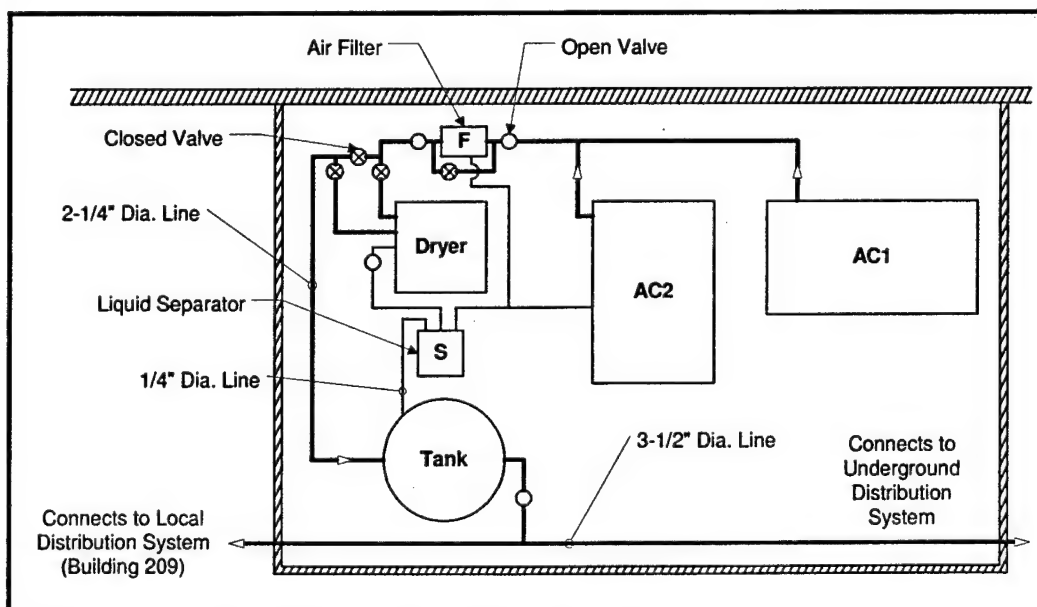 Air Filter
Open Valve
Closed Valve
F
2-1/4" Dia. Line
Dryer
AC2
AC1
Liquid Separator
S
1/4" Dia. Line
Tank
3-1/2" Dia. Line
Connects to
Underground
Distribution
System
Connects to Local
Distribution System
(Building 209)